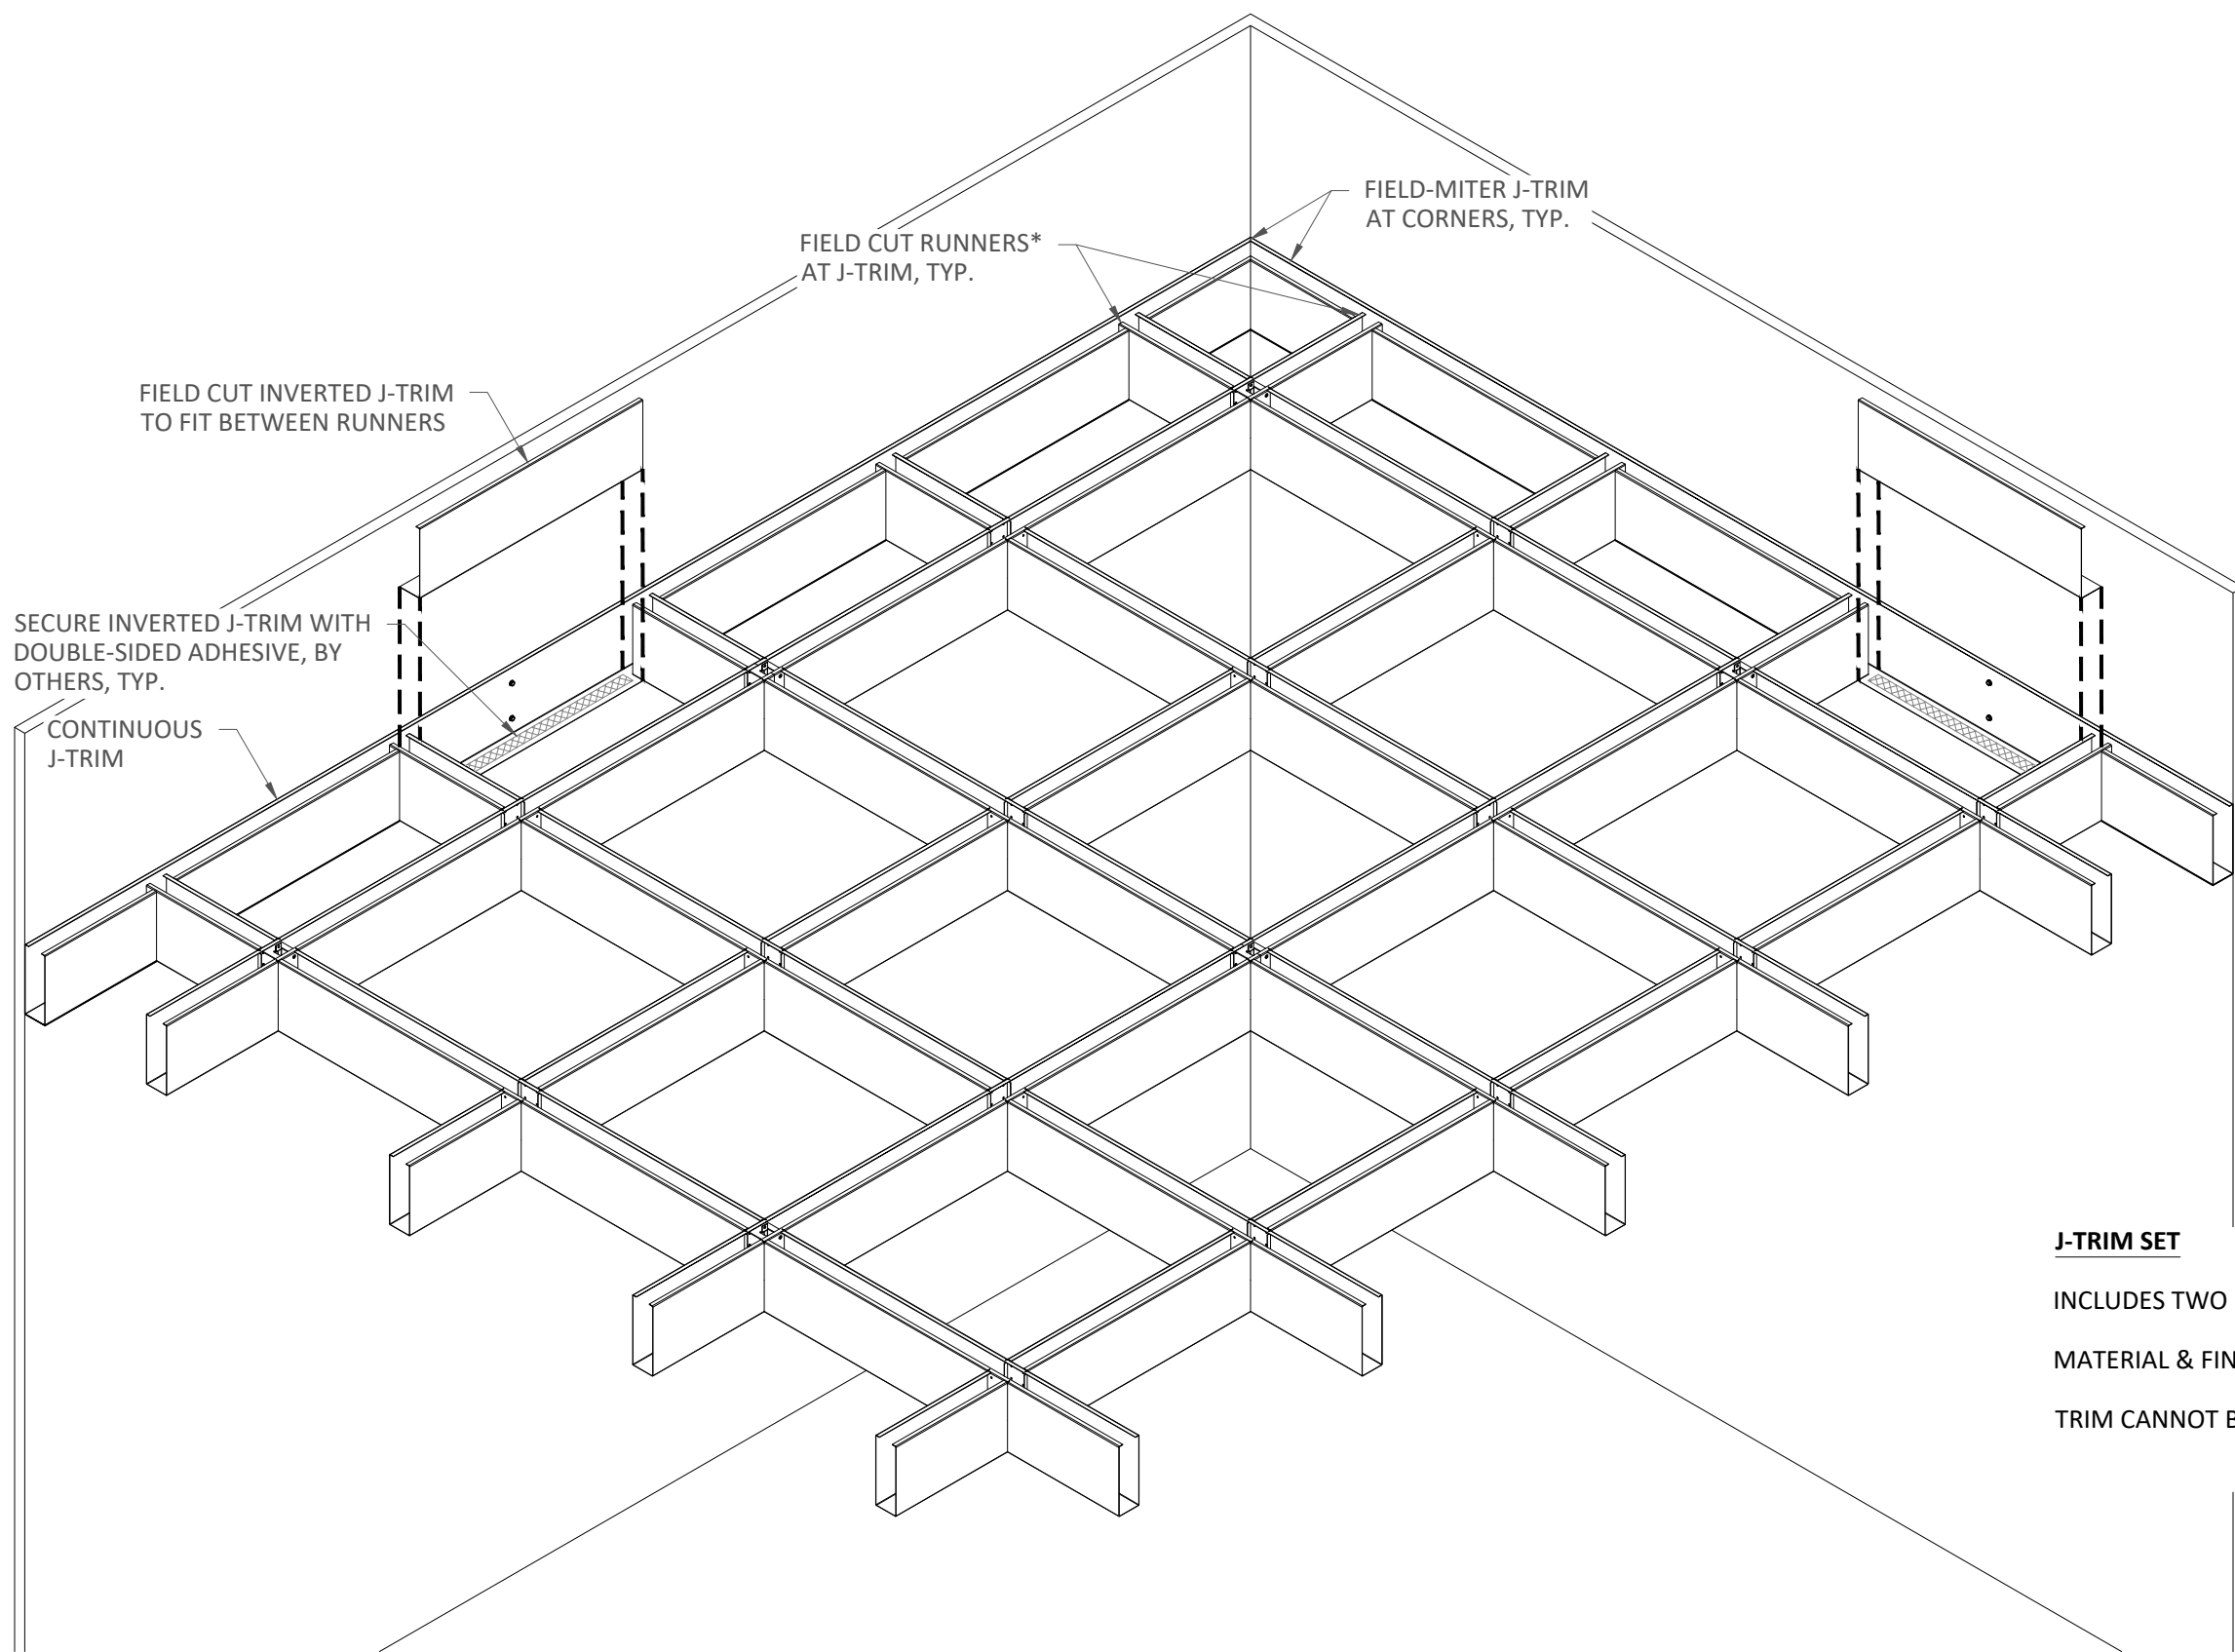 FIELD-MITER J-TRIM
AT CORNERS, TYP.
FIELD CUT RUNNERS*
AT J-TRIM, TYP.
FIELD CUT INVERTED J-TRIM
TO FIT BETWEEN RUNNERS
SECURE INVERTED J-TRIM WITH
DOUBLE-SIDED ADHESIVE, BY
OTHERS, TYP.
CONTINUOUS
J-TRIM
J-TRIM SET
INCLUDES TWO
MATERIAL & FIN
TRIM CANNOT B